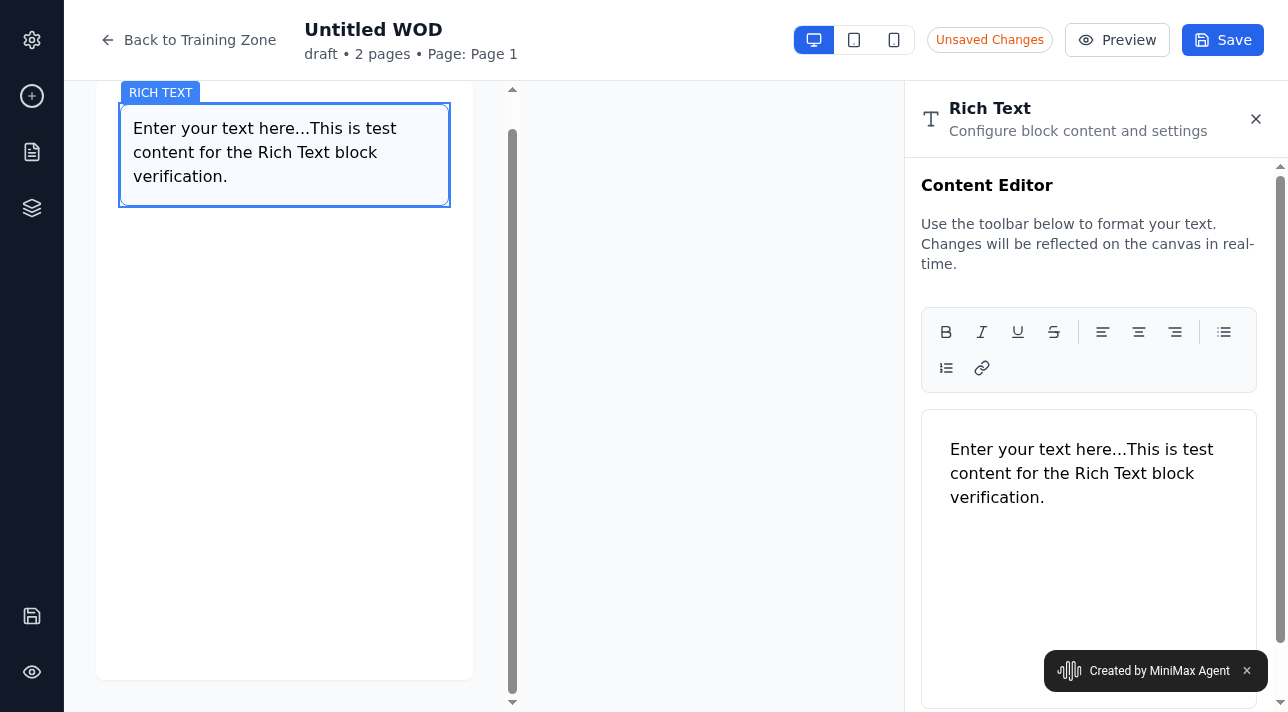 Back to Training Zone
Untitled WOD
draft • 2 pages • Page: Page 1
Unsaved Changes
Preview
Save
RICH TEXT
Enter your text here...This is test
content for the Rich Text block
verification.
Rich Text
Configure block content and settings
Content Editor
Use the toolbar below to format your text.
Changes will be reflected on the canvas in real-
time.
Enter your text here...This is test
content for the Rich Text block
verification.
Created by MiniMax Agent